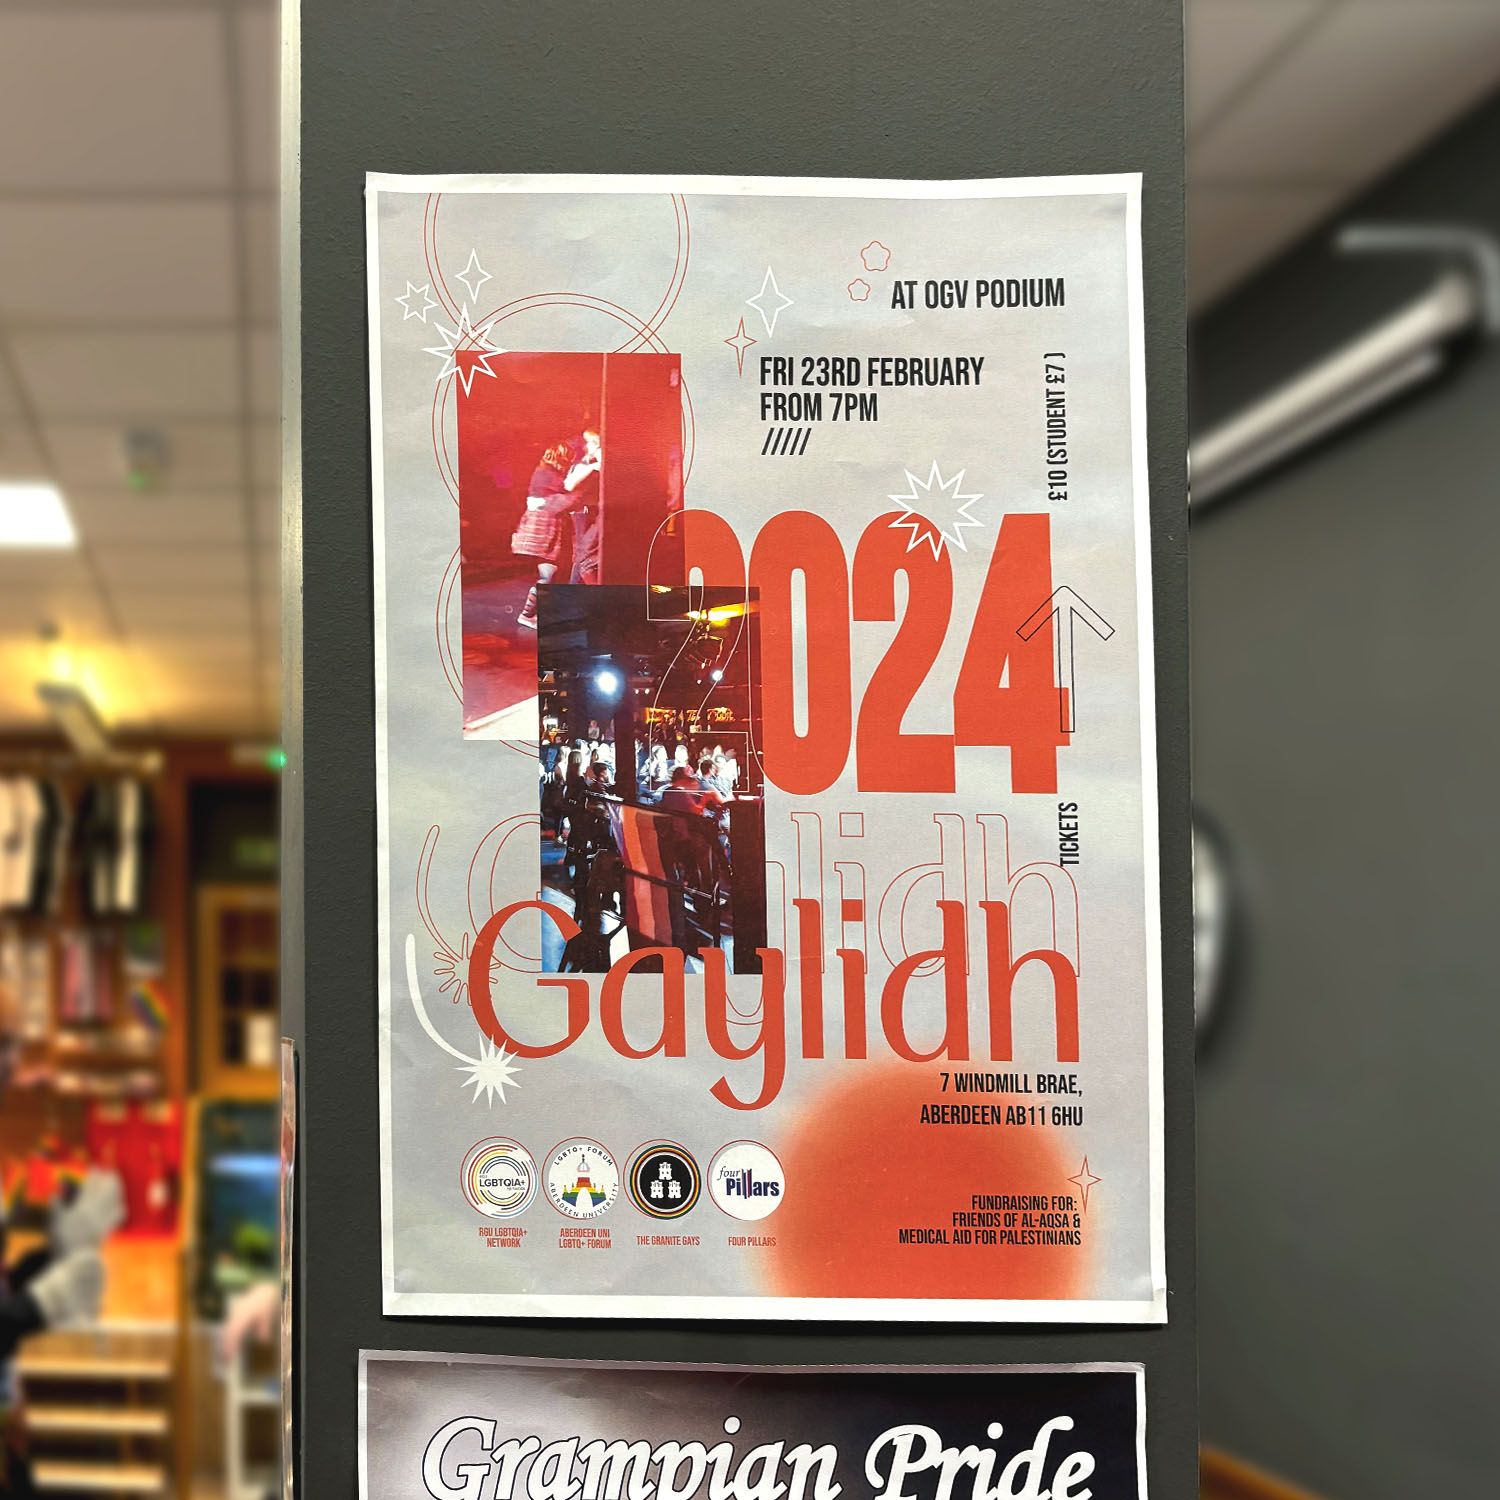 AT OGV PODIUM
FRI 23RD FEBRUARY
FROM 7PM
/////
£10 (STUDENT £7 )
2024
TICKETS
Gaylidh
Gaylidh
7 WINDMILL BRAE,
ABERDEEN AB11 6HU
LGBTQIA+
NETWORK
LGBTQ+ FORUM
ABERDEEN UNIVERSITY
four
Pillars
RGU LGBTQIA+
NETWORK
ABERDEEN UNI
LGBTQ+ FORUM
THE GRANITE GAYS
FOUR PILLARS
FUNDRAISING FOR:
FRIENDS OF AL-AQSA &
MEDICAL AID FOR PALESTINIANS
Grampian Pride